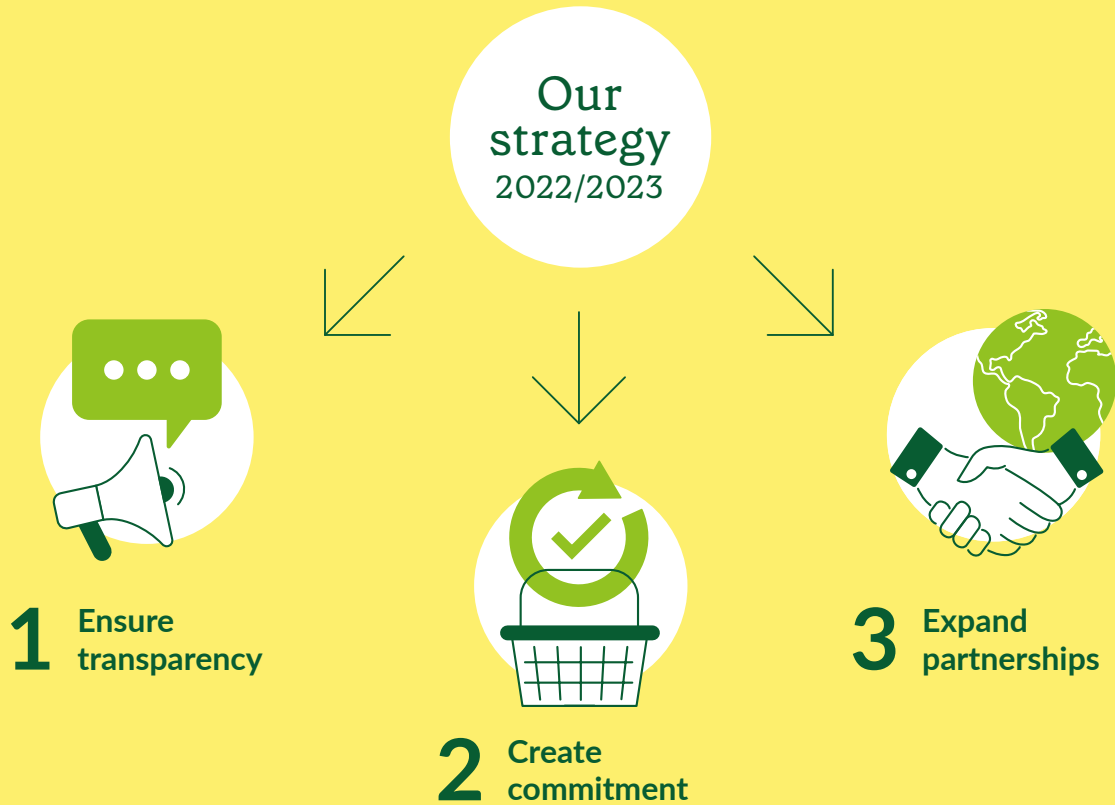 Our
strategy
2022/2023
1 Ensure
transparency
2 Create
commitment
3 Expand
partnerships